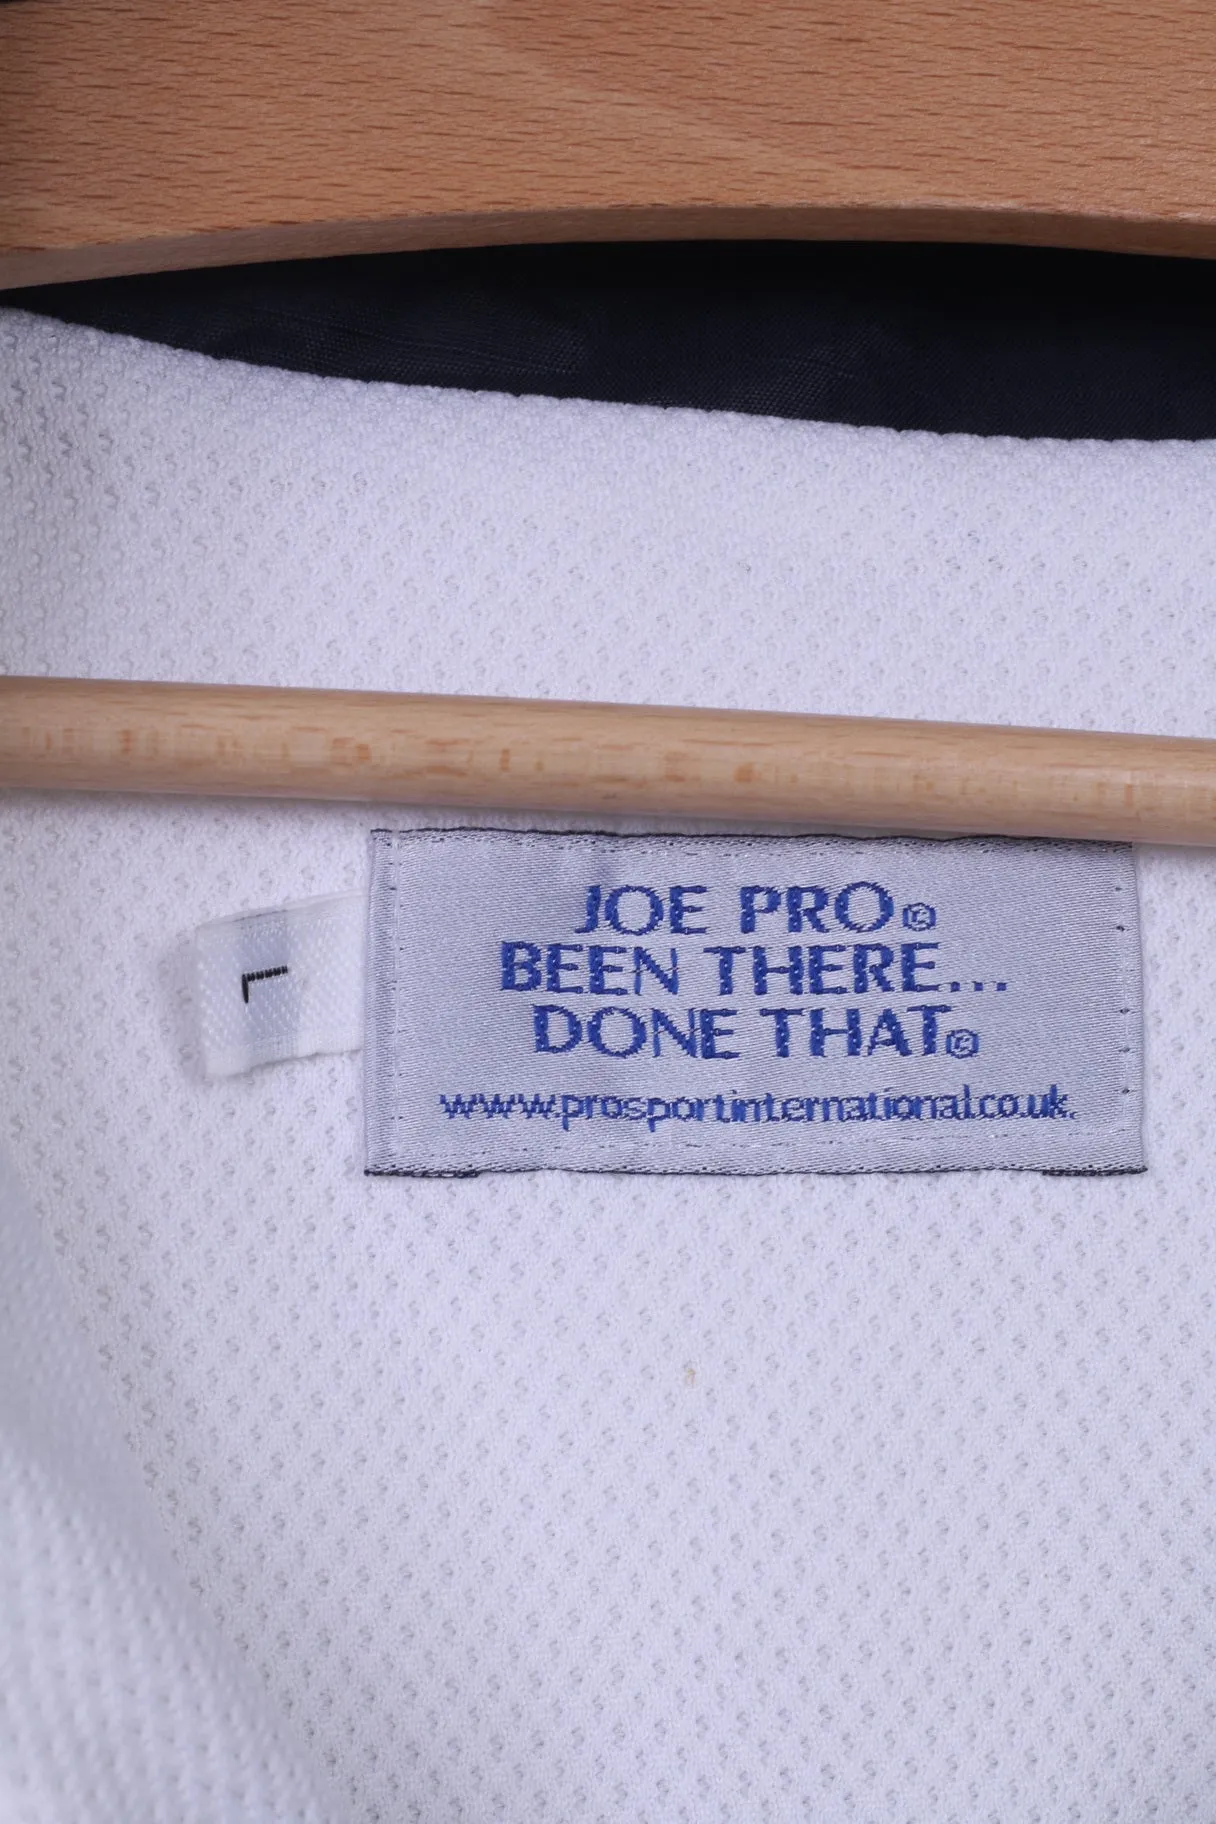 JOE PRO©
BEEN THERE...
DONE THAT©
www.prosportinternational.co.uk.
L